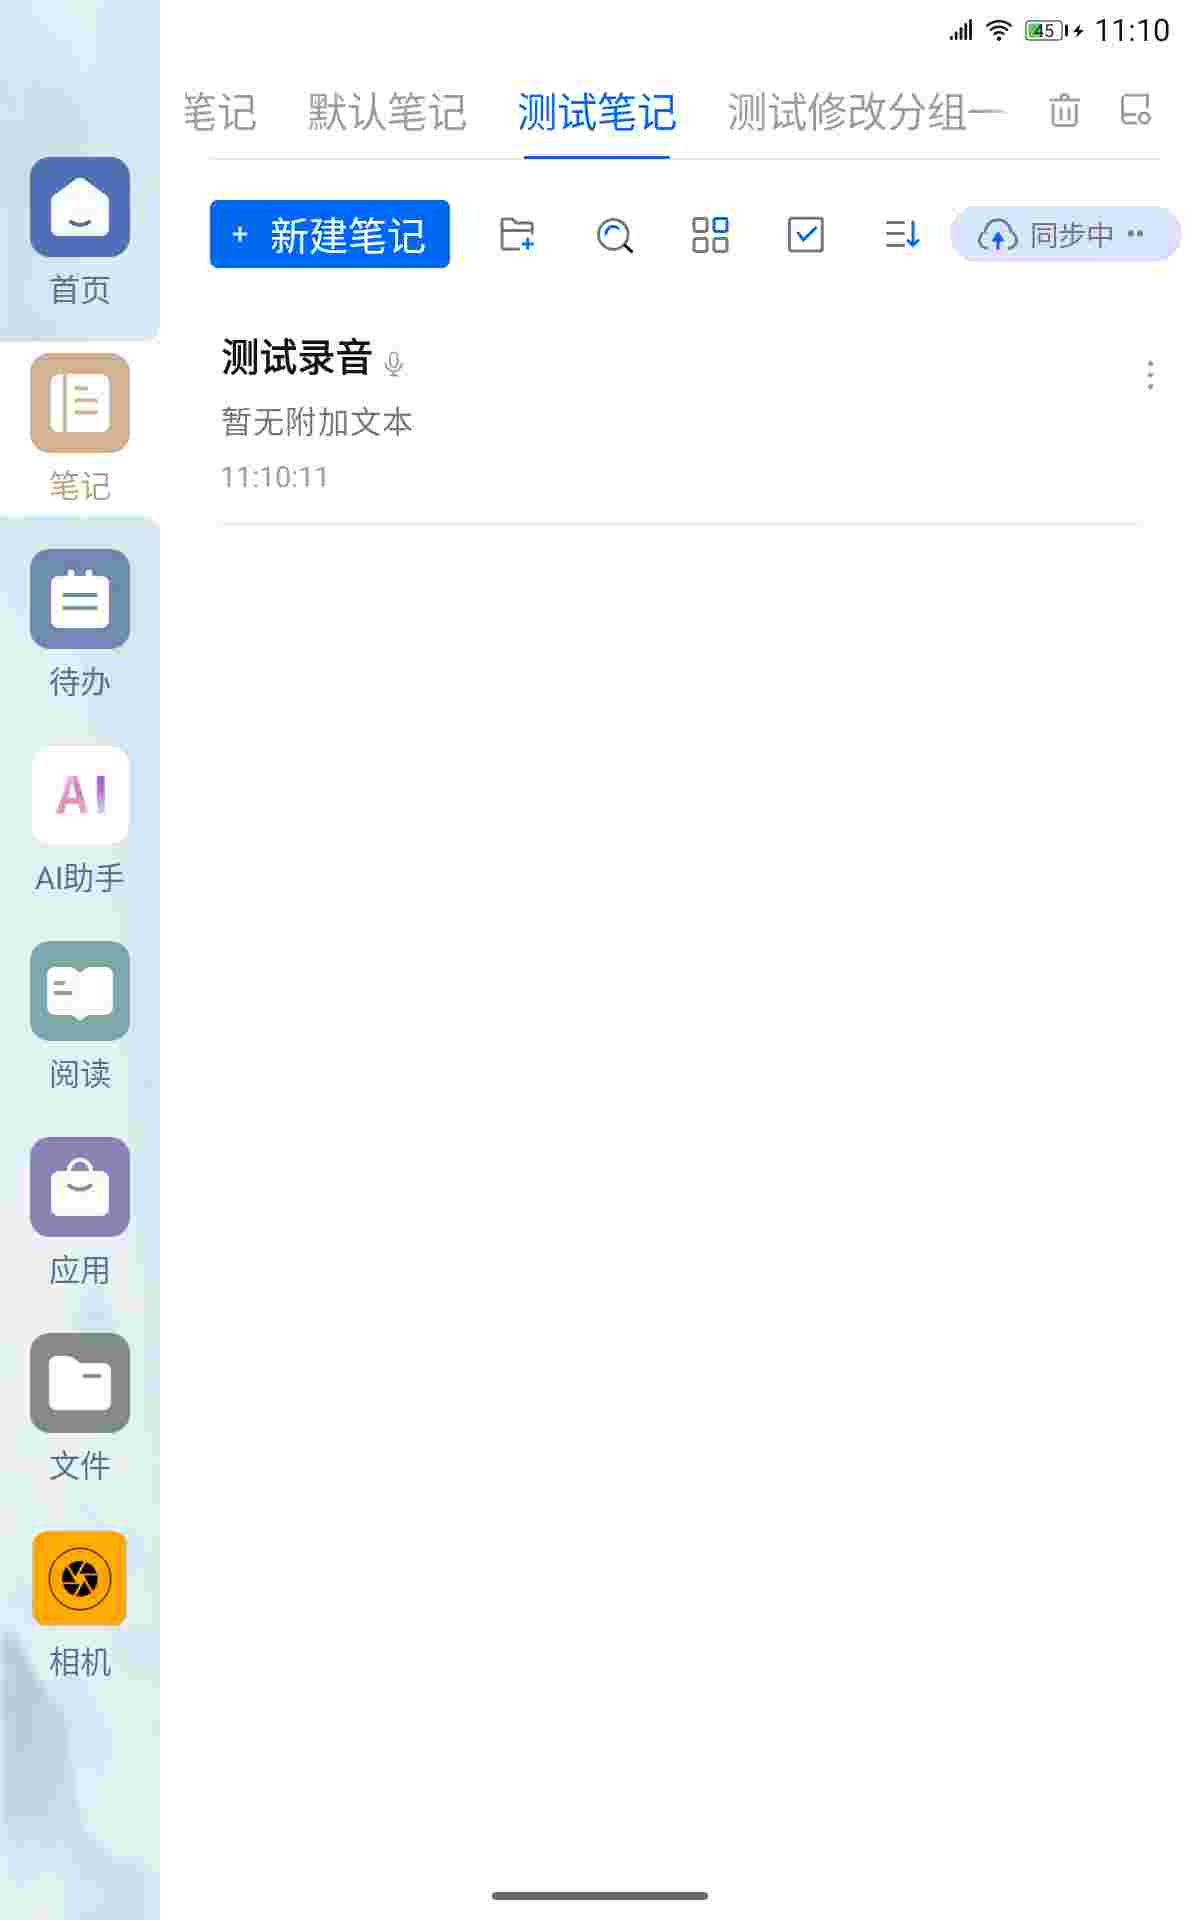 45 11:10
笔记 默认笔记 测试笔记 测试修改分组一
+ 新建笔记 同步中
首页
测试录音
暂无附加文本
11:10:11
笔记
待办
AI
AI助手
阅读
应用
文件
相机